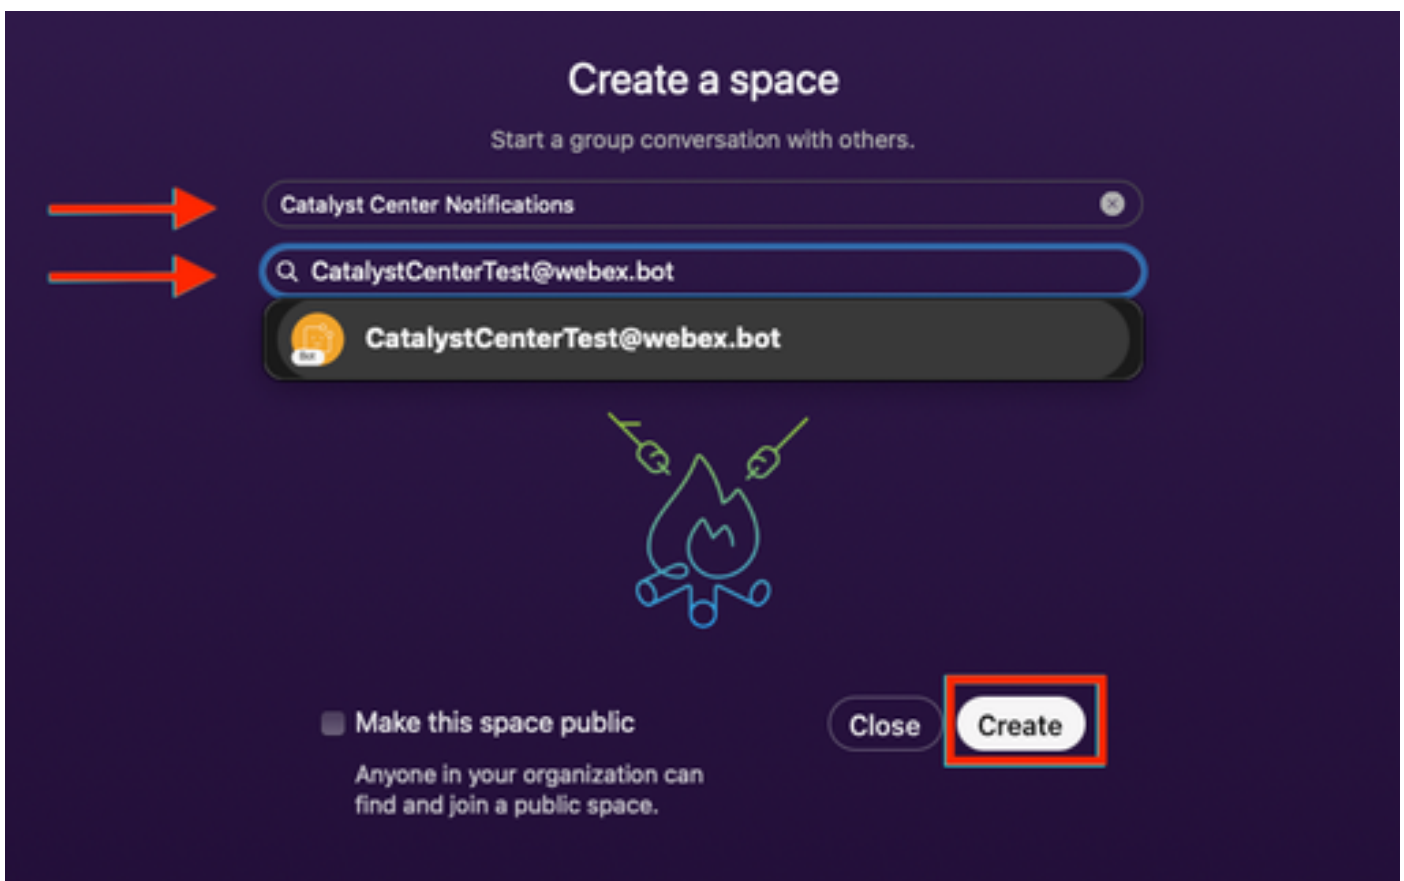 Create a space
Start a group conversation with others.
Catalyst Center Notifications
CatalystCenterTest@webex.bot
CatalystCenterTest@webex.bot
Bot
Make this space public
Close
Create
Anyone in your organization can
find and join a public space.